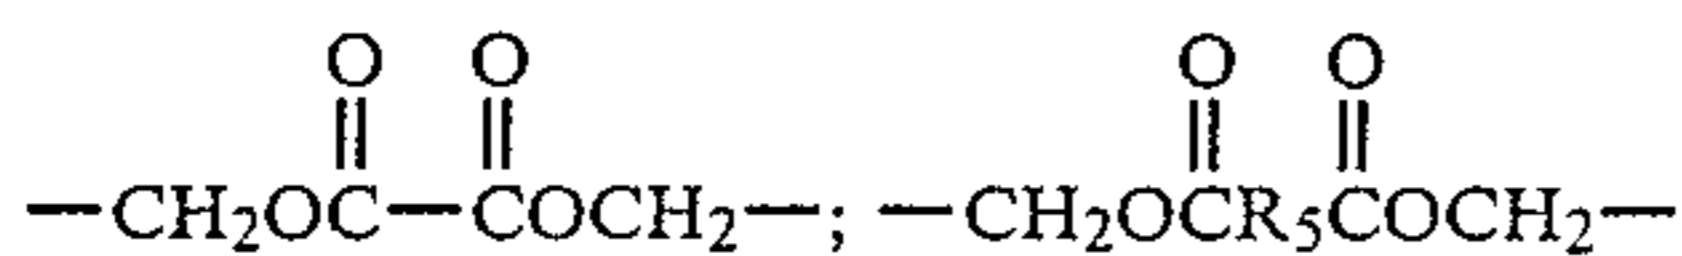 O O O O
—CH₂OC—COCH₂—; —CH₂OCR₅COCH₂—